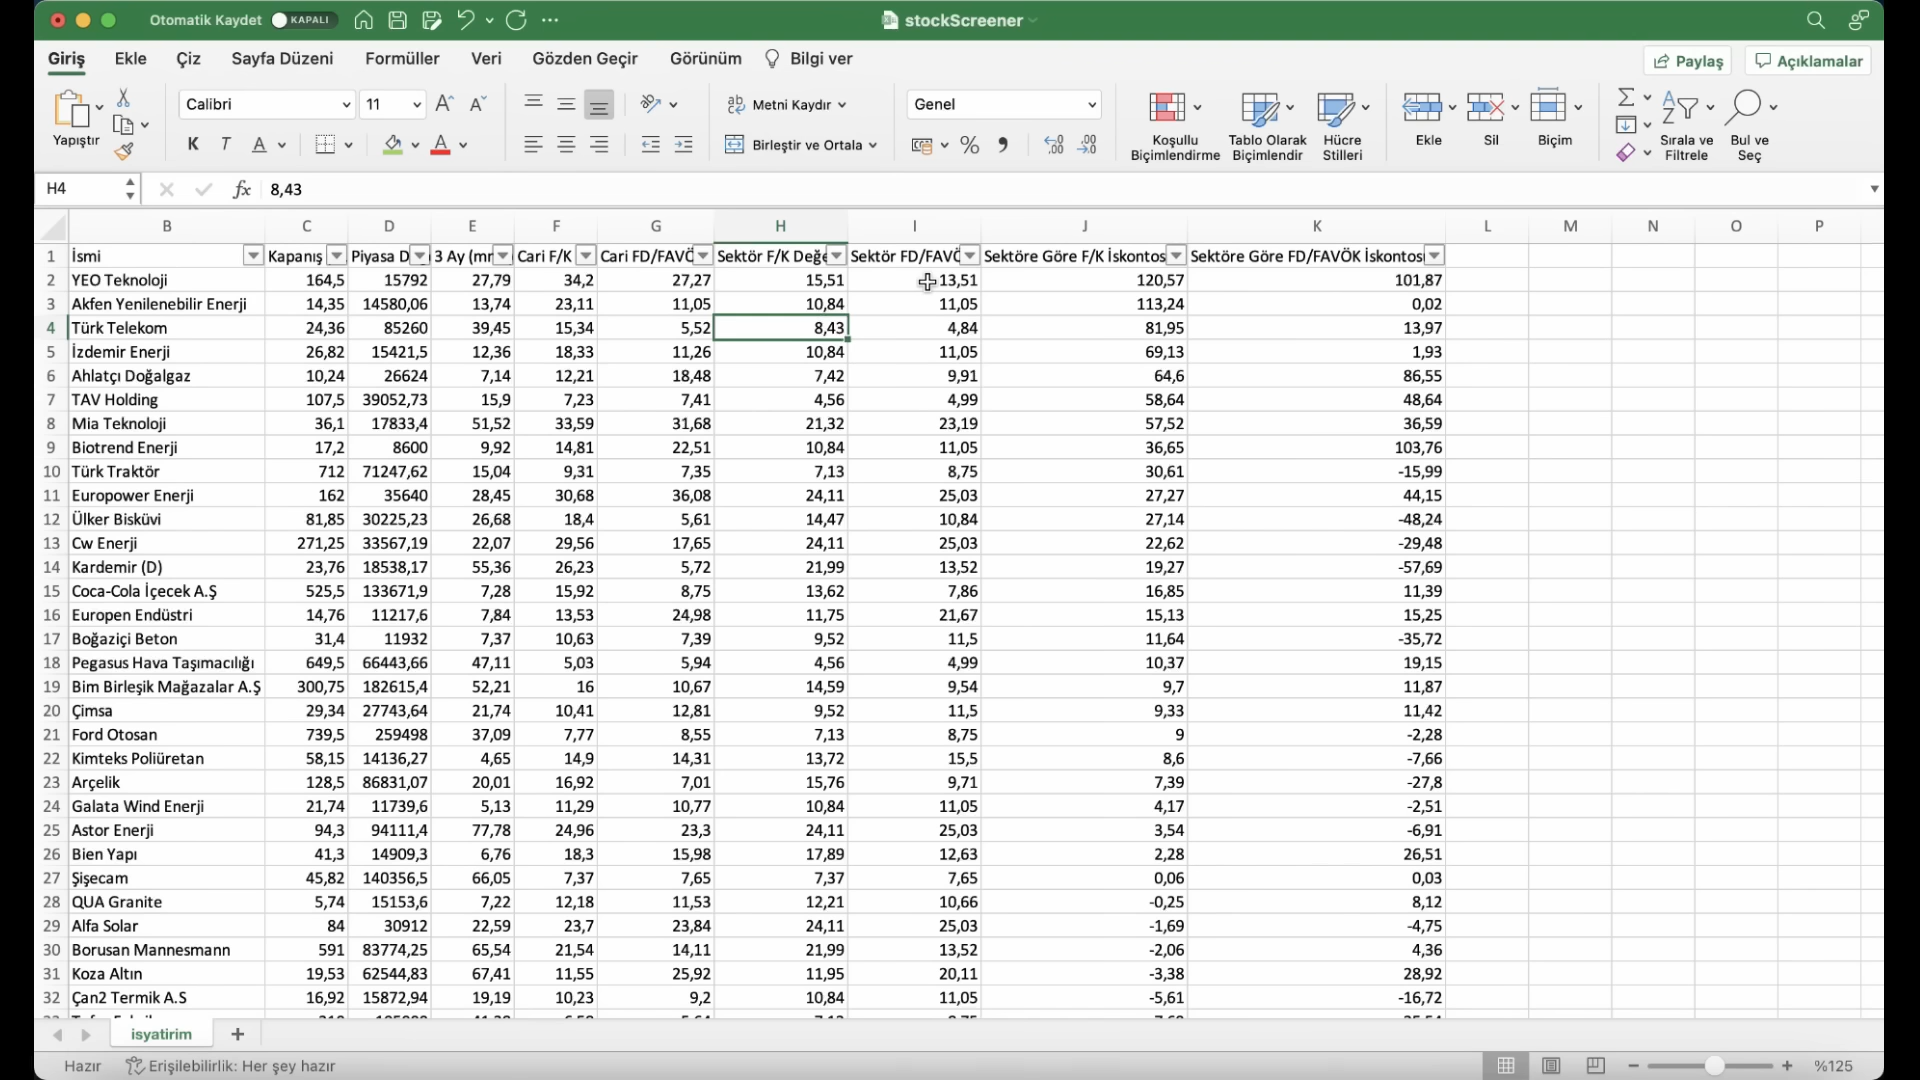 Otomatik Kaydet KAPALI
stockScreener
Giriş Ekle Çiz Sayfa Düzeni Formüller Veri Gözden Geçir Görünüm Bilgi ver
Paylaş Açıklamalar
Yapıştır
Calibri 11
K T A
Metni Kaydır
Birleştir ve Ortala
Genel
Koşullu Biçimlendirme
Tablo Olarak Biçimlendir
Hücre Stilleri
Ekle Sil Biçim
Sırala ve Filtrele
Bul ve Seç
H4 fx 8,43
B C D E F G H I J K L M N O P
1 İsmi Kapanış Piyasa D 3 Ay (mr Cari F/K Cari FD/FAVÖ Sektör F/K Değe Sektör FD/FAVÖ Sektöre Göre F/K İskontos Sektöre Göre FD/FAVÖK İskontos
2 YEO Teknoloji 164,5 15792 27,79 34,2 27,27 15,51 13,51 120,57 101,87
3 Akfen Yenilenebilir Enerji 14,35 14580,06 13,74 23,11 11,05 10,84 11,05 113,24 0,02
4 Türk Telekom 24,36 85260 39,45 15,34 5,52 8,43 4,84 81,95 13,97
5 İzdemir Enerji 26,82 15421,5 12,36 18,33 11,26 10,84 11,05 69,13 1,93
6 Ahlatçı Doğalgaz 10,24 26624 7,14 12,21 18,48 7,42 9,91 64,6 86,55
7 TAV Holding 107,5 39052,73 15,9 7,23 7,41 4,56 4,99 58,64 48,64
8 Mia Teknoloji 36,1 17833,4 51,52 33,59 31,68 21,32 23,19 57,52 36,59
9 Biotrend Enerji 17,2 8600 9,92 14,81 22,51 10,84 11,05 36,65 103,76
10 Türk Traktör 712 71247,62 15,04 9,31 7,35 7,13 8,75 30,61 -15,99
11 Europower Enerji 162 35640 28,45 30,68 36,08 24,11 25,03 27,27 44,15
12 Ülker Bisküvi 81,85 30225,23 26,68 18,4 5,61 14,47 10,84 27,14 -48,24
13 Cw Enerji 271,25 33567,19 22,07 29,56 17,65 24,11 25,03 22,62 -29,48
14 Kardemir (D) 23,76 18538,17 55,36 26,23 5,72 21,99 13,52 19,27 -57,69
15 Coca-Cola İçecek A.Ş 525,5 133671,9 7,28 15,92 8,75 13,62 7,86 16,85 11,39
16 Europen Endüstri 14,76 11217,6 7,84 13,53 24,98 11,75 21,67 15,13 15,25
17 Boğaziçi Beton 31,4 11932 7,37 10,63 7,39 9,52 11,5 11,64 -35,72
18 Pegasus Hava Taşımacılığı 649,5 66443,66 47,11 5,03 5,94 4,56 4,99 10,37 19,15
19 Bim Birleşik Mağazalar A.Ş 300,75 182615,4 52,21 16 10,67 14,59 9,54 9,7 11,87
20 Çimsa 29,34 27743,64 21,74 10,41 12,81 9,52 11,5 9,33 11,42
21 Ford Otosan 739,5 259498 37,09 7,77 8,55 7,13 8,75 9 -2,28
22 Kimteks Poliüretan 58,15 14136,27 4,65 14,9 14,31 13,72 15,5 8,6 -7,66
23 Arçelik 128,5 86831,07 20,01 16,92 7,01 15,76 9,71 7,39 -27,8
24 Galata Wind Enerji 21,74 11739,6 5,13 11,29 10,77 10,84 11,05 4,17 -2,51
25 Astor Enerji 94,3 94111,4 77,78 24,96 23,3 24,11 25,03 3,54 -6,91
26 Bien Yapı 41,3 14909,3 6,76 18,3 15,98 17,89 12,63 2,28 26,51
27 Şişecam 45,82 140356,5 66,05 7,37 7,65 7,37 7,65 0,06 0,03
28 QUA Granite 5,74 15153,6 7,22 12,18 11,53 12,21 10,66 -0,25 8,12
29 Alfa Solar 84 30912 22,59 23,7 23,84 24,11 25,03 -1,69 -4,75
30 Borusan Mannesmann 591 83774,25 65,54 21,54 14,11 21,99 13,52 -2,06 4,36
31 Koza Altın 19,53 62544,83 67,41 11,55 25,92 11,95 20,11 -3,38 28,92
32 Çan2 Termik A.S 16,92 15872,94 19,19 10,23 9,2 10,84 11,05 -5,61 -16,72
isyatirim
Hazır Erişilebilirlik: Her şey hazır %125